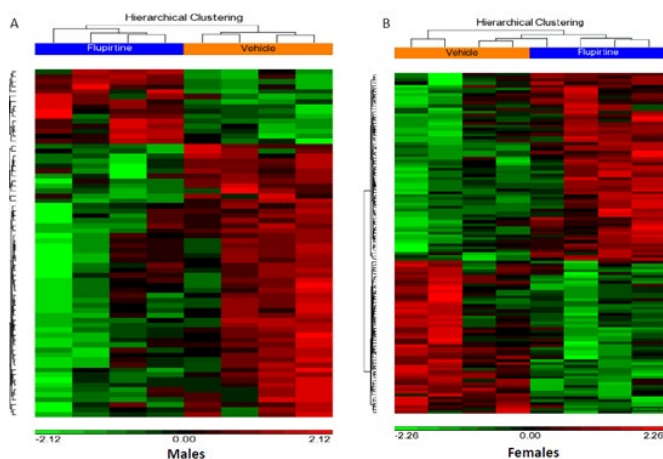 A
Hierarchical Clustering
Flupirtine
Vehicle
-2.12
0.00
2.12
Males
B
Hierarchical Clustering
Vehicle
Flupirtine
-2.26
0.00
2.26
Females